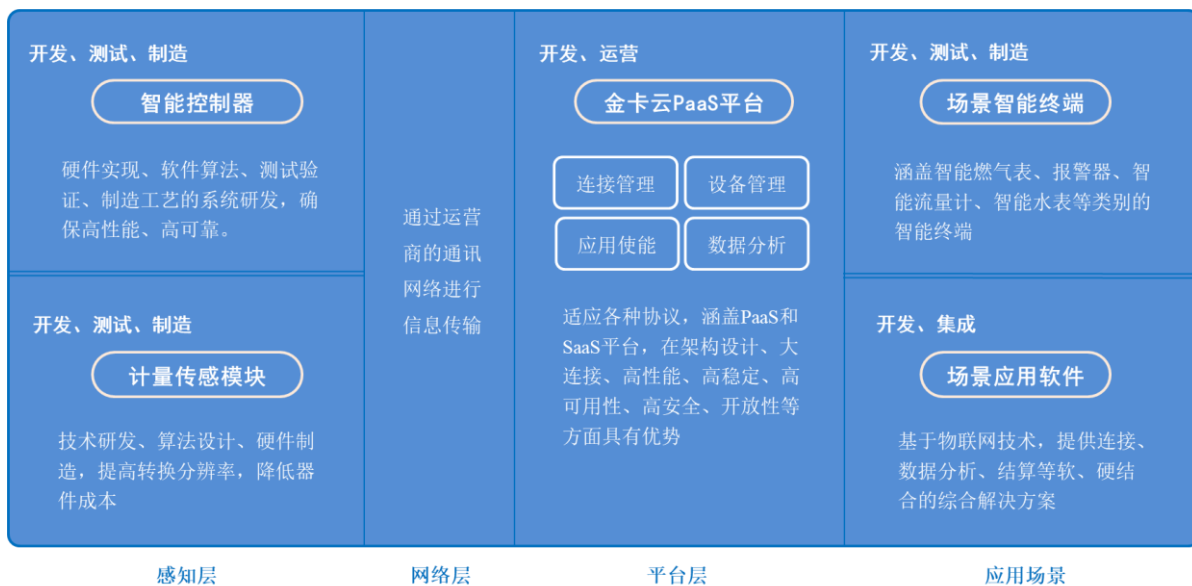 开发、测试、制造
智能控制器
硬件实现、软件算法、测试验
证、制造工艺的系统研发，确
保高性能、高可靠。
开发、测试、制造
计量传感模块
技术研发、算法设计、硬件制
造，提高转换分辨率，降低器
件成本
感知层
通过运营
商的通讯
网络进行
信息传输
网络层
开发、运营
金卡云PaaS平台
连接管理
设备管理
应用使能
数据分析
适应各种协议，涵盖PaaS和
SaaS平台，在架构设计、大
连接、高性能、高稳定、高
可用性、高安全、开放性等
方面具有优势
平台层
开发、测试、制造
场景智能终端
涵盖智能燃气表、报警器、智
能流量计、智能水表等类别的
智能终端
开发、集成
场景应用软件
基于物联网技术，提供连接、
数据分析、结算等软、硬结
合的综合解决方案
应用场景